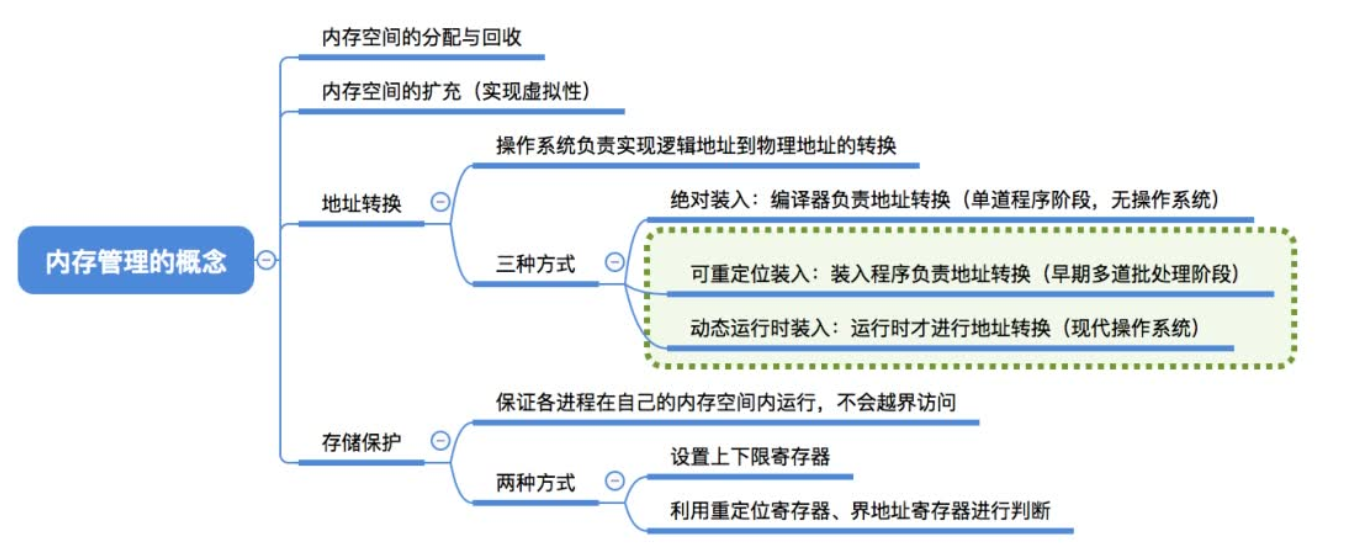 内存管理的概念
内存空间的分配与回收
内存空间的扩充（实现虚拟性）
地址转换
操作系统负责实现逻辑地址到物理地址的转换
三种方式
绝对装入：编译器负责地址转换（单道程序阶段，无操作系统）
可重定位装入：装入程序负责地址转换（早期多道批处理阶段）
动态运行时装入：运行时才进行地址转换（现代操作系统）
存储保护
保证各进程在自己的内存空间内运行，不会越界访问
两种方式
设置上下限寄存器
利用重定位寄存器、界地址寄存器进行判断